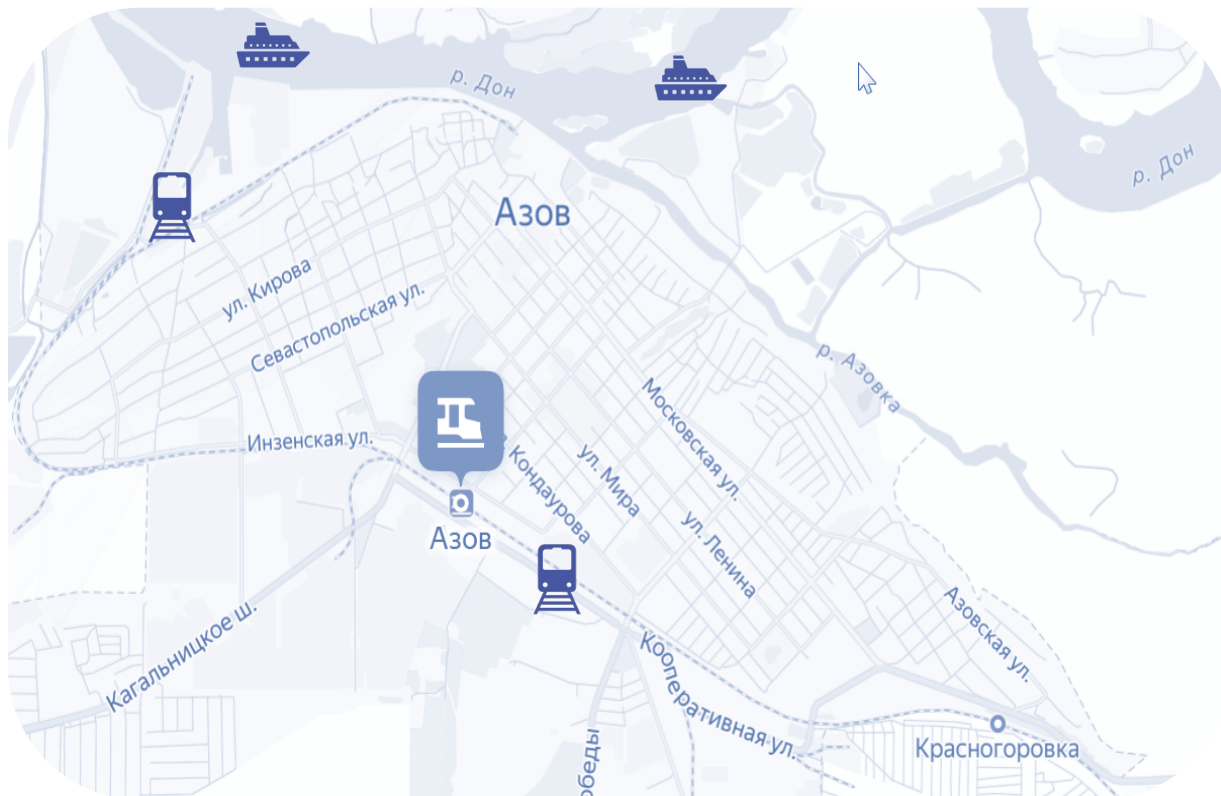 р. Дон
р. Дон
Азов
ул. Кирова
Севастопольская ул.
р. Азовка
Московская ул.
Инзенская ул.
Кондаурова
ул. Мира
ул. Ленина
Азов
Азовская ул.
Кагальницкое ш.
Кооперативная ул.
Красногоровка
обеды